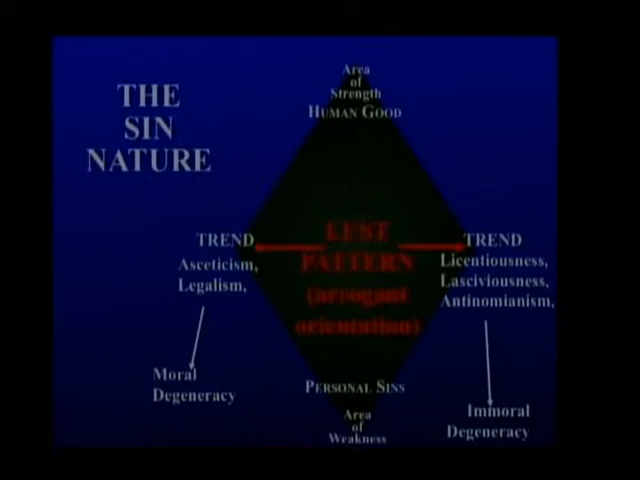 THE
SIN
NATURE
Area
of
Strength
HUMAN GOOD
TREND
Asceticism,
Legalism,
LUST
PATTERN
(arrogant
orientation)
TREND
Licentiousness,
Lasciviousness,
Antinomianism,
Moral
Degeneracy
PERSONAL SINS
Area
of
Weakness
Immoral
Degeneracy